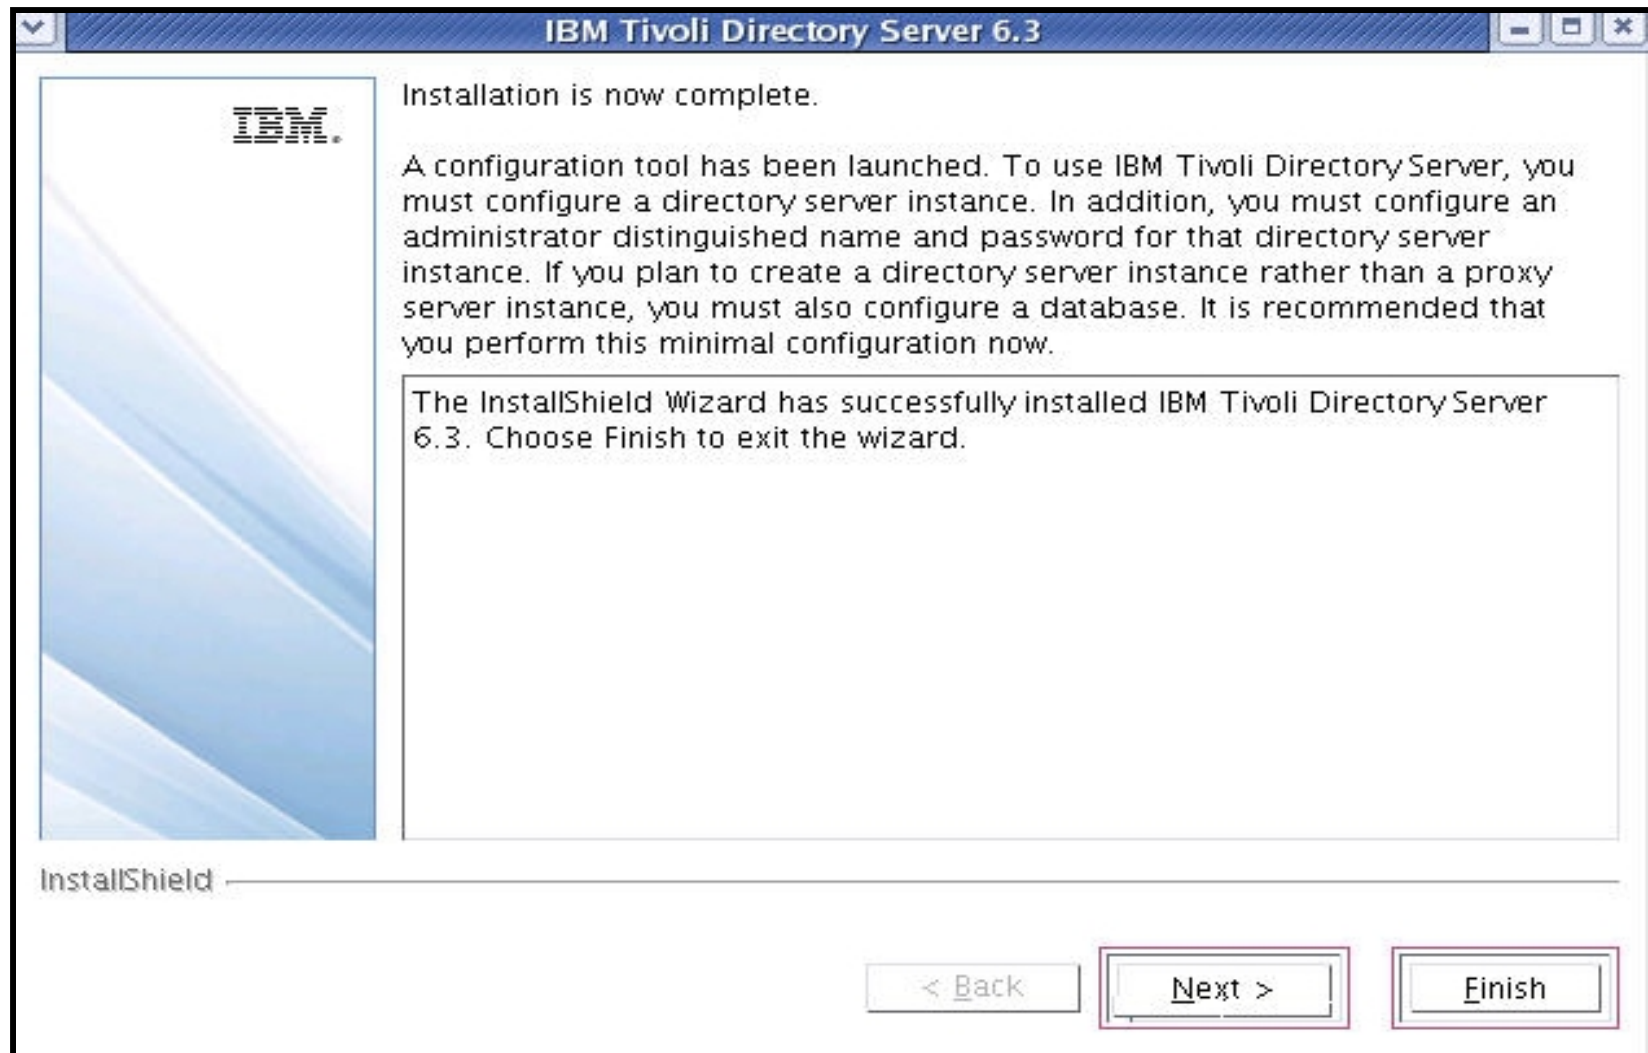 IBM Tivoli Directory Server 6.3
IBM.
Installation is now complete.
A configuration tool has been launched. To use IBM Tivoli Directory Server, you
must configure a directory server instance. In addition, you must configure an
administrator distinguished name and password for that directory server
instance. If you plan to create a directory server instance rather than a proxy
server instance, you must also configure a database. It is recommended that
you perform this minimal configuration now.
The InstallShield Wizard has successfully installed IBM Tivoli Directory Server
6.3. Choose Finish to exit the wizard.
InstallShield
< Back
Next >
Finish